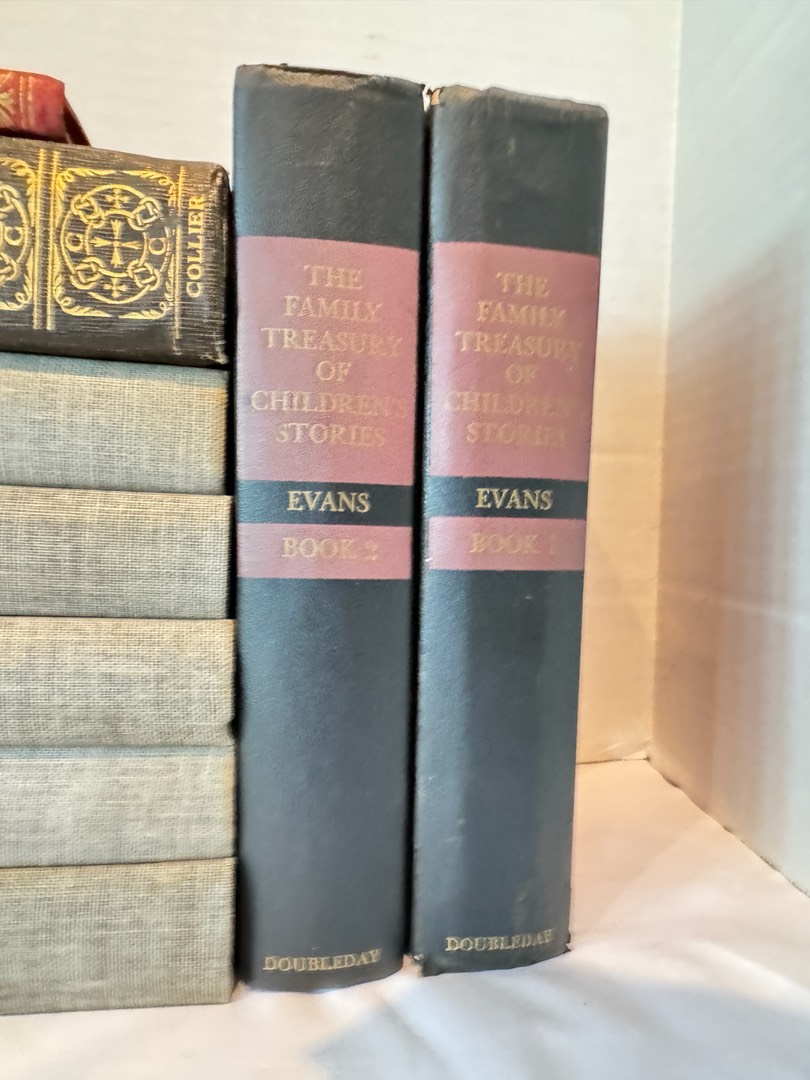 COLLIER
THE
FAMILY
TREASURY
OF
CHILDREN'S
STORIES
EVANS
BOOK 2
DOUBLEDAY
THE
FAMILY
TREASURY
OF
CHILDREN'S
STORIES
EVANS
BOOK 1
DOUBLEDAY